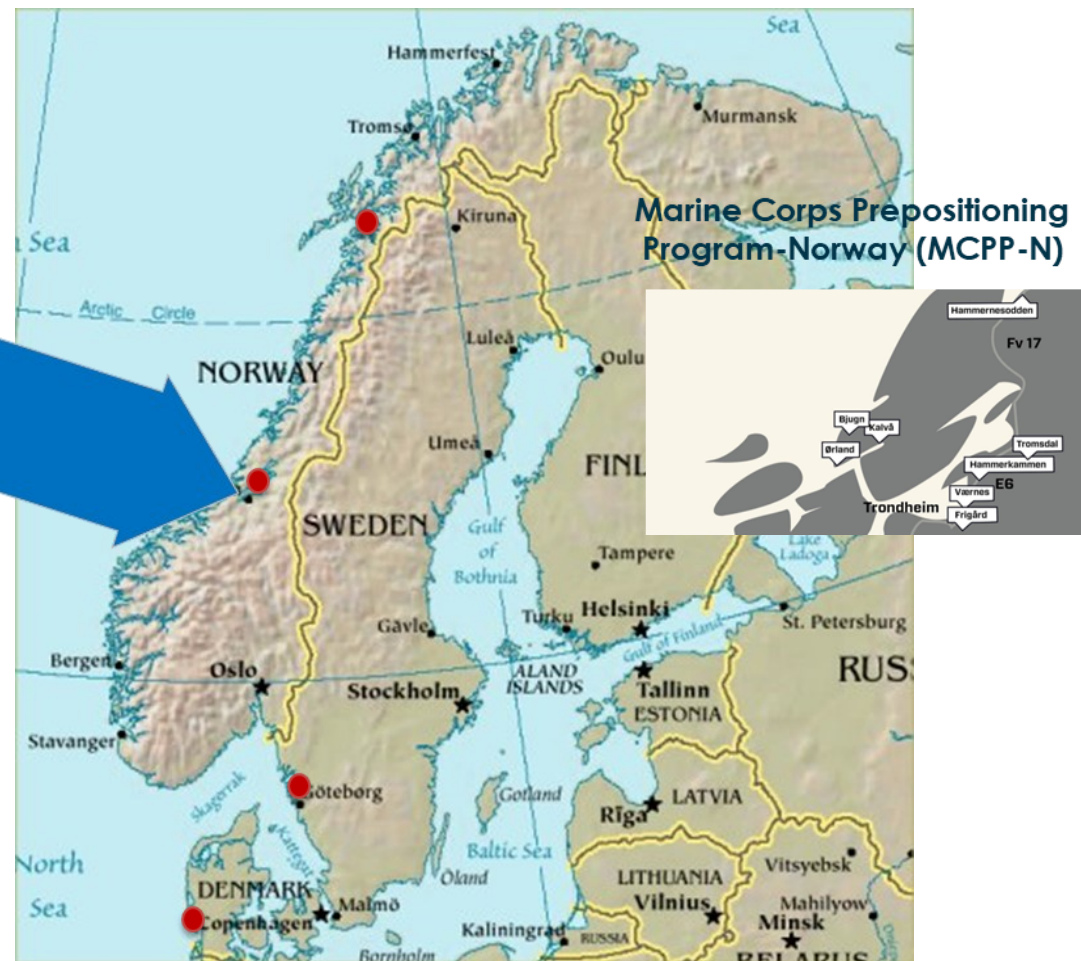 Sea
Hammerfest
Murmansk
Tromsø
Marine Corps Prepositioning
Program-Norway (MCPP-N)
Kiruna
Sea
Arctic Circle
Hammernesodden
Fv 17
Luleå
Oulu
NORWAY
Bjugn
Kalvå
Ørland
Tromsdal
Hammerkammen
E6
Værnes
Trondheim
Frigård
Umeå
FINL
SWEDEN
Gulf
of
Bothnia
Tampere
Lake
Ladoga
Helsinki
Turku
Gävle
Gulf of Finland
St. Petersburg
Bergen
Oslo
ALAND
ISLANDS
Stockholm
Tallinn
ESTONIA
RUS
Stavanger
Skagerrak
Göteborg
Gotland
LATVIA
Rīga
Kattegat
Baltic Sea
North
Sea
Öland
Vitsyebsk
LITHUANIA
DENMARK
Vilnius
Mahilyow
Malmö
Copenhagen
Kaliningrad
RUSSIA
Minsk
Bornholm
BELARUS